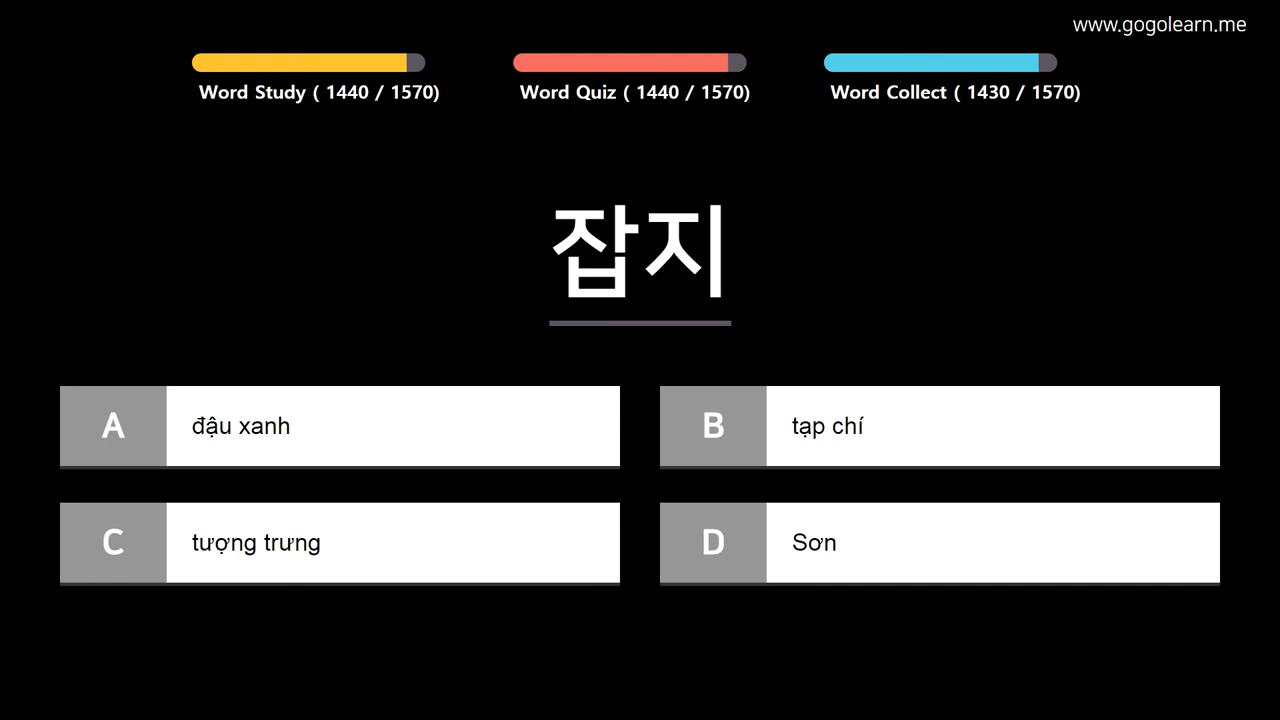 www.gogolearn.me
Word Study ( 1440 / 1570)
Word Quiz ( 1440 / 1570)
Word Collect ( 1430 / 1570)
잡지
A đậu xanh
B tạp chí
C tượng trưng
D Sơn